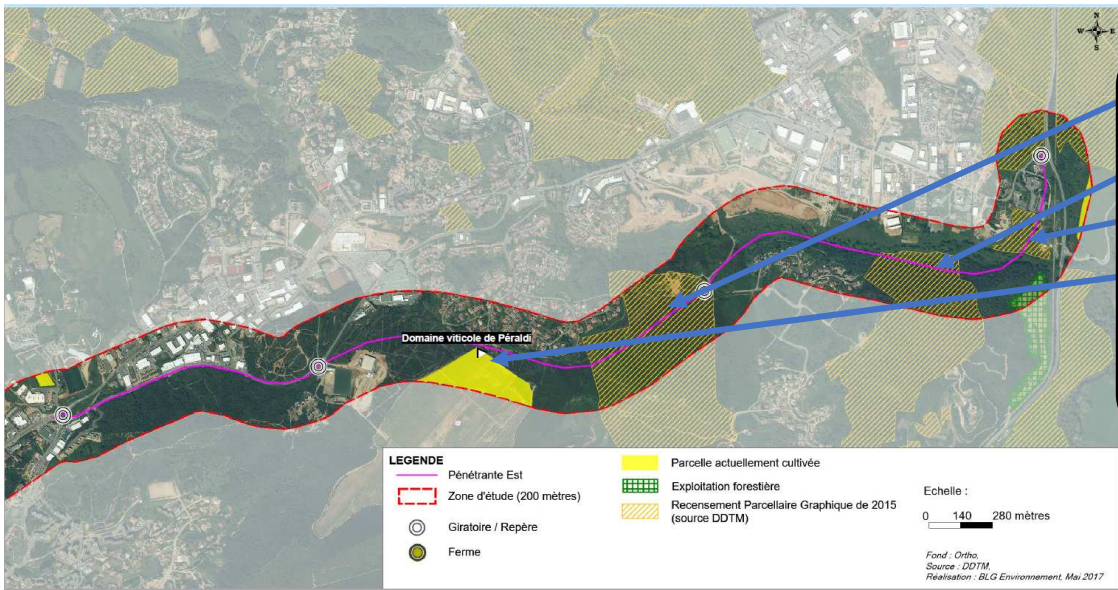 N
W E
S
Domaine viticole de Péraldi
LEGENDE
Pénétrante Est
Zone d'étude (200 mètres)
Giratoire / Repère
Ferme
Parcelle actuellement cultivée
Exploitation forestière
Recensement Parcellaire Graphique de 2015
(source DDTM)
Echelle :
0 140 280 mètres
Fond : Ortho,
Source : DDTM,
Réalisation : BLG Environnement, Mai 2017